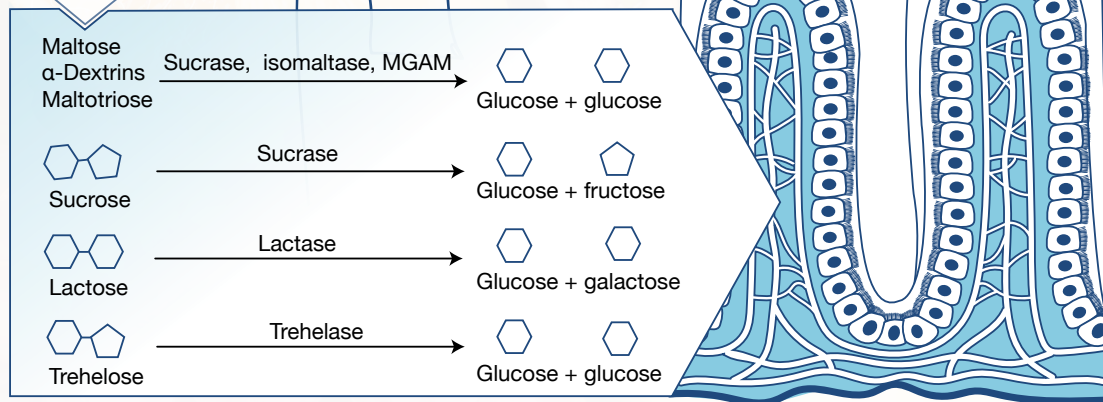 Maltose
α-Dextrins
Maltotriose
Sucrase, isomaltase, MGAM
Glucose + glucose
Sucrose
Sucrase
Glucose + fructose
Lactose
Lactase
Glucose + galactose
Trehelose
Trehelase
Glucose + glucose